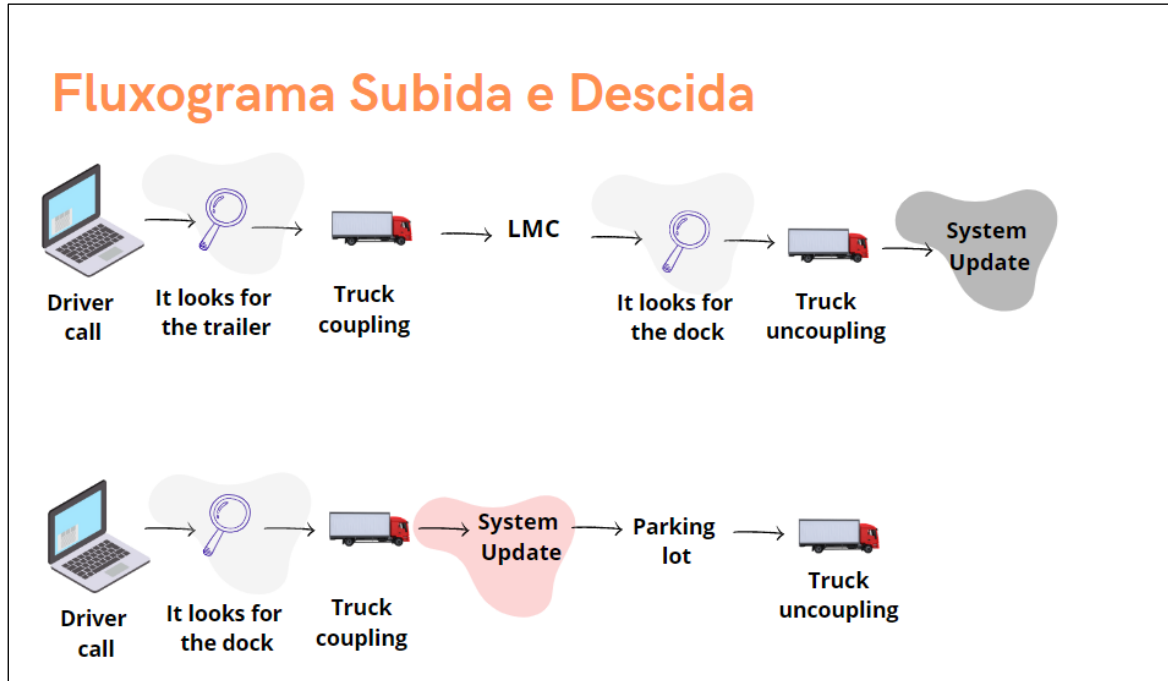 Fluxograma Subida e Descida
Driver
call
It looks for
the trailer
Truck
coupling
LMC
It looks for
the dock
Truck
uncoupling
System
Update
Driver
call
It looks for
the dock
Truck
coupling
System
Update
Parking
lot
Truck
uncoupling